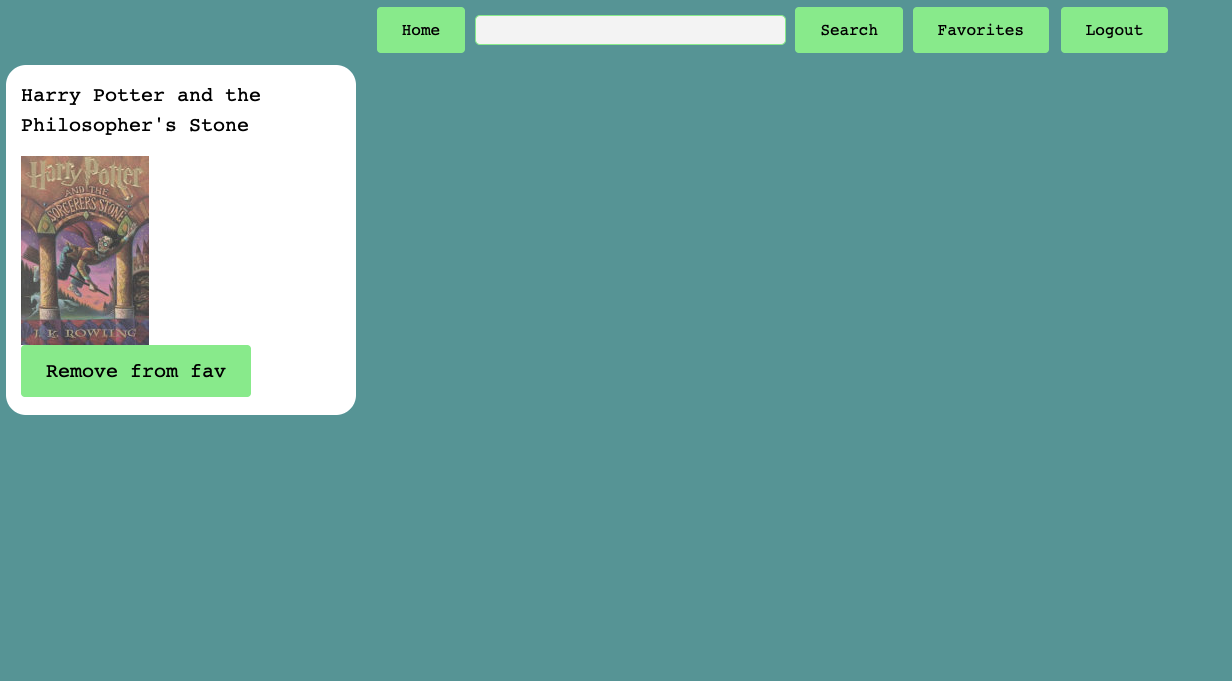 Home
Search
Favorites
Logout
Harry Potter and the
Philosopher's Stone
Harry Potter
AND THE
SORCERER'S STONE
J. K. ROWLING
Remove from fav